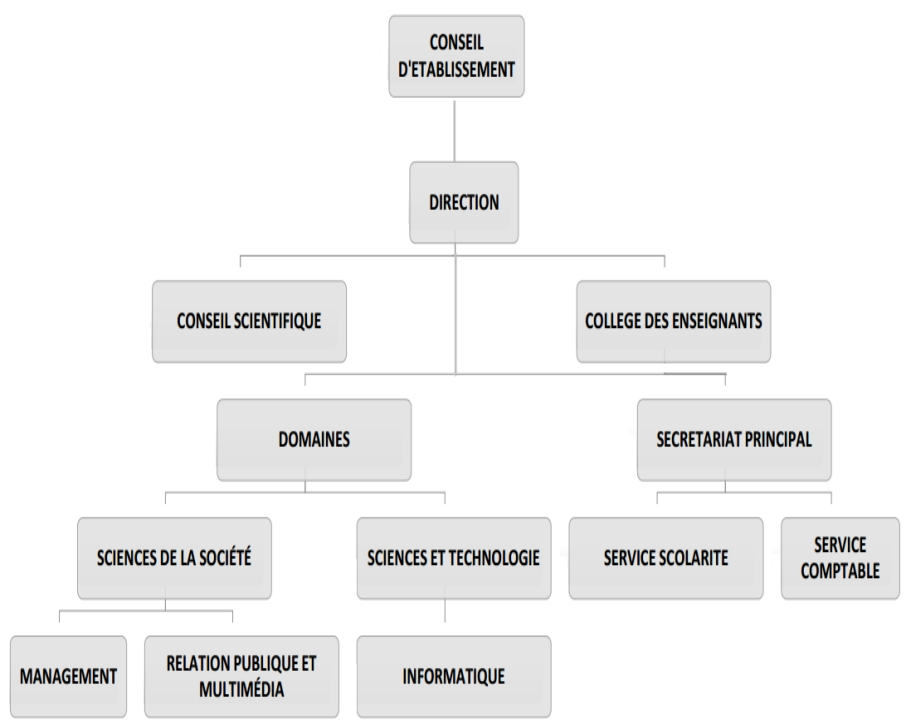 CONSEIL
D'ETABLISSEMENT
DIRECTION
CONSEIL SCIENTIFIQUE
COLLEGE DES ENSEIGNANTS
DOMAINES
SECRETARIAT PRINCIPAL
SCIENCES DE LA SOCIÉTÉ
SCIENCES ET TECHNOLOGIE
SERVICE SCOLARITE
SERVICE
COMPTABLE
MANAGEMENT
RELATION PUBLIQUE ET
MULTIMÉDIA
INFORMATIQUE